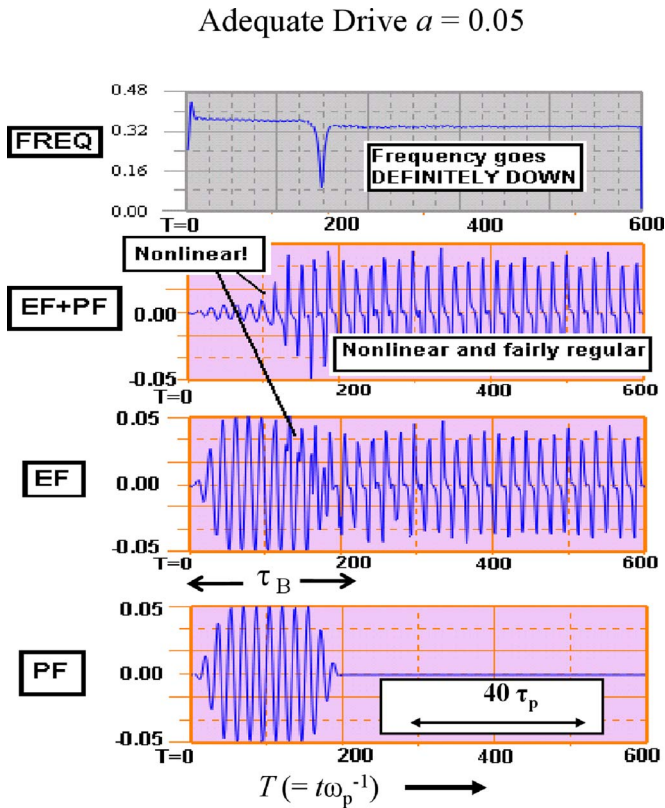 Adequate Drive a = 0.05
0.48
0.32
0.16
0.00
FREQ
Frequency goes
DEFINITELY DOWN
T=0 200 400 600
Nonlinear!
EF+PF
0.00
-0.05
Nonlinear and fairly regular
T=0 200 400 600
0.05
EF
0.00
-0.05
T=0 200 400 600
τB
0.05
PF
0.00
-0.05
40 τp
T=0 200 400 600
T (= tωp⁻¹)